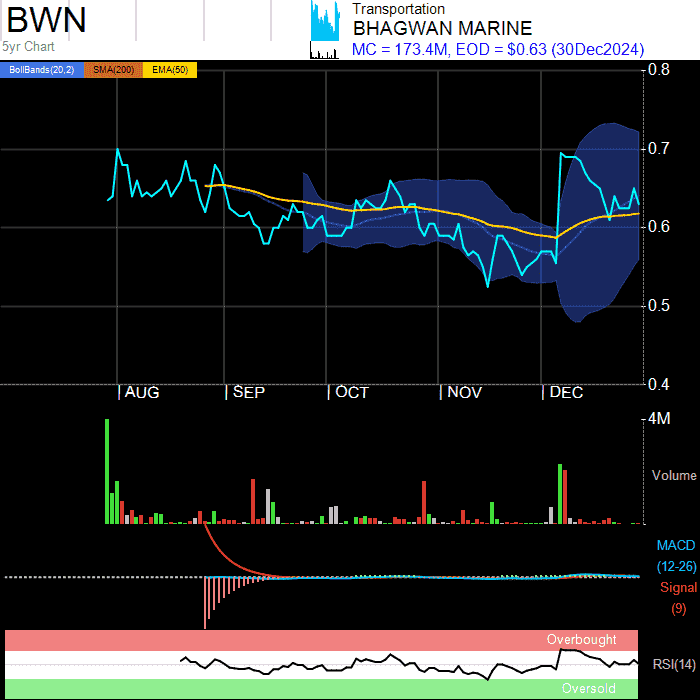 BWN
5yr Chart
Transportation
BHAGWAN MARINE
MC = 173.4M, EOD = $0.63 (30Dec2024)
BollBands(20,2) SMA(200) EMA(50)
0.8
0.7
0.6
0.5
0.4
AUG SEP OCT NOV DEC
4M
Volume
MACD
(12-26)
Signal
(9)
Overbought
RSI(14)
Oversold